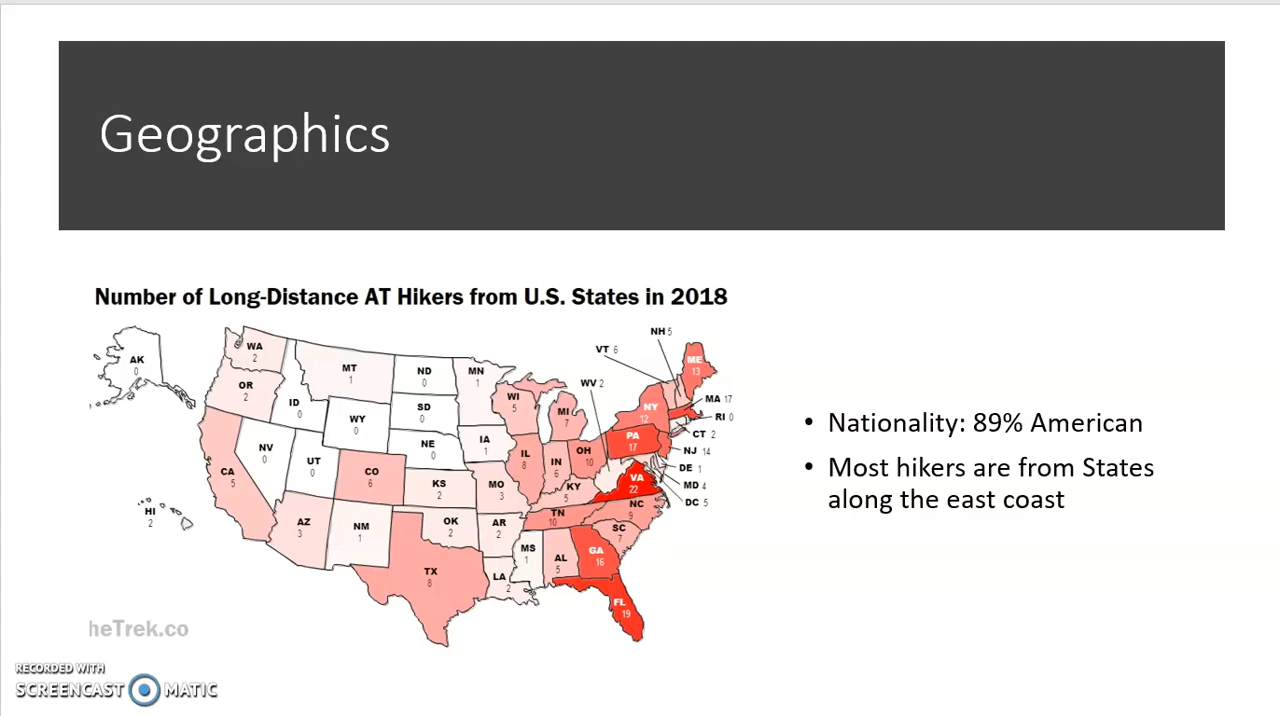 Geographics
Number of Long-Distance AT Hikers from U.S. States in 2018
AK
0
HI
2
WA
2
OR
2
CA
5
ID
0
NV
0
MT
1
WY
0
UT
0
AZ
3
CO
6
NM
1
ND
0
SD
0
NE
0
KS
2
OK
2
TX
8
MN
1
IA
1
MO
3
AR
2
LA
2
WI
5
IL
8
MI
7
IN
6
OH
10
KY
5
TN
10
MS
1
AL
5
GA
16
FL
19
SC
7
NC
9
VA
22
WV 2
PA
17
NY
12
VT 6
NH 5
ME
13
MA 17
RI 0
CT 2
NJ 14
DE 1
MD 4
DC 5
heTrek.co
• Nationality: 89% American
• Most hikers are from States
along the east coast
RECORDED WITH
SCREENCAST MATIC